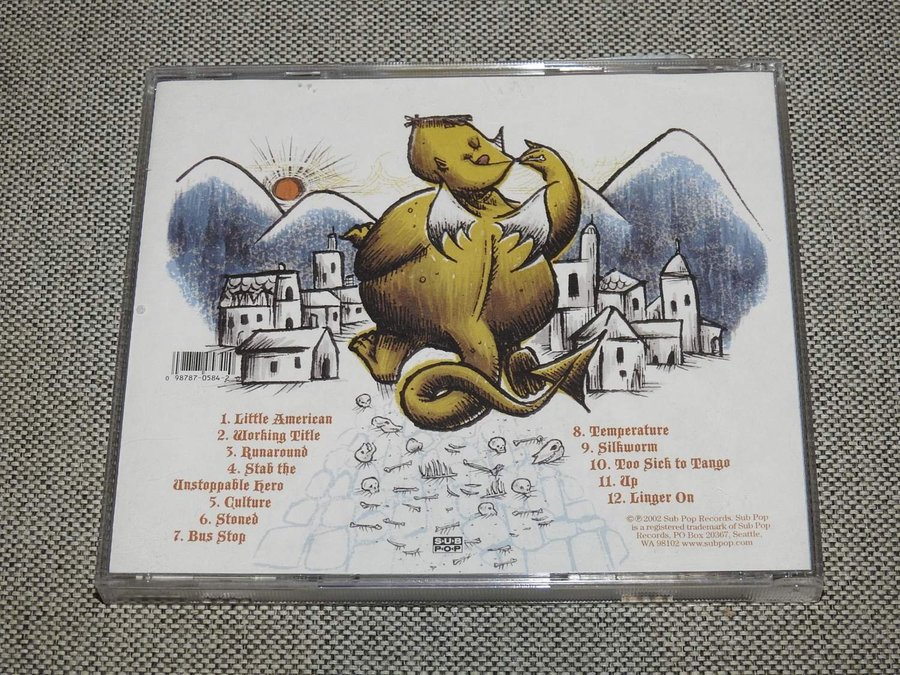 0 98787-0584-2
1. Little American
2. Working Title
3. Runaround
4. Stab the
Unstoppable Hero
5. Culture
6. Stoned
7. Bus Stop
8. Temperature
9. Silkworm
10. Too Sick to Tango
11. Up
12. Linger On
©℗2002 Sub Pop Records. Sub Pop
is a registered trademark of Sub Pop
Records, PO Box 20367, Seattle,
WA 98102 www.subpop.com
SUB
POP